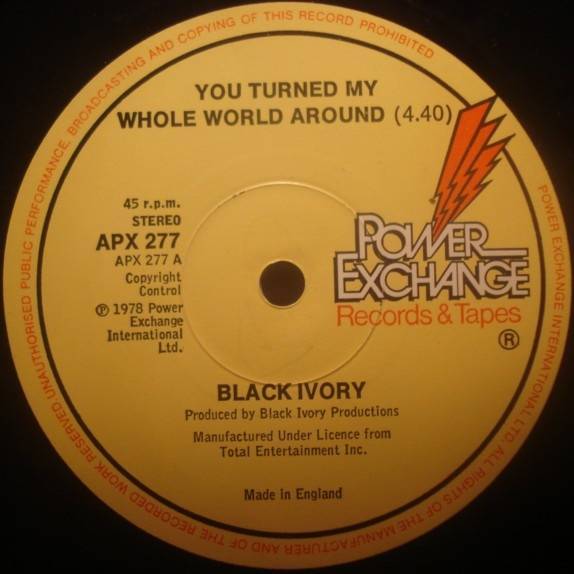 UNAUTHORISED PUBLIC PERFORMANCE, BROADCASTING AND COPYING OF THIS RECORD PROHIBITED
POWER EXCHANGE INTERNATIONAL LTD. ALL RIGHTS OF THE MANUFACTURER AND OF THE RECORDED WORK RESERVED
YOU TURNED MY
WHOLE WORLD AROUND (4.40)
45 r.p.m.
STEREO
APX 277
APX 277 A
Copyright
Control
℗ 1978 Power
Exchange
International
Ltd.
POWER
EXCHANGE
Records & Tapes
®
BLACK IVORY
Produced by Black Ivory Productions
Manufactured Under Licence from
Total Entertainment Inc.
Made in England